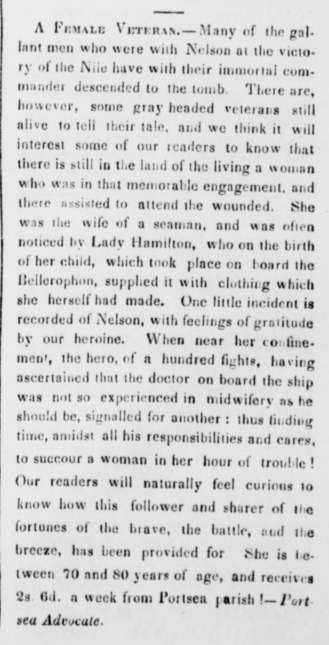 A FEMALE VETERAN.—Many of the gal-
lant men who were with Nelson at the victo-
ry of the Nile have with their immortal com-
mander descended to the tomb. There are,
however, some gray headed veterans still
alive to tell their tale, and we think it will
interest some of our readers to know that
there is still in the land of the living a woman
who was in that memorable engagement, and
there assisted to attend the wounded. She
was the wife of a seaman, and was often
noticed by Lady Hamilton, who on the birth
of her child, which took place on board the
Bellerophon, supplied it with clothing which
she herself had made. One little incident is
recorded of Nelson, with feelings of gratitude
by our heroine. When near her confine-
ment, the hero, of a hundred fights, having
ascertained that the doctor on board the ship
was not so experienced in midwifery as he
should be, signalled for another : thus finding
time, amidst all his responsibilities and cares,
to succour a woman in her hour of trouble !
Our readers will naturally feel curious to
know how this follower and sharer of the
fortunes of the brave, the battle, and the
breeze, has been provided for She is be-
tween 70 and 80 years of age, and receives
2s. 6d. a week from Portsea parish !—Port-
sea Advocate.